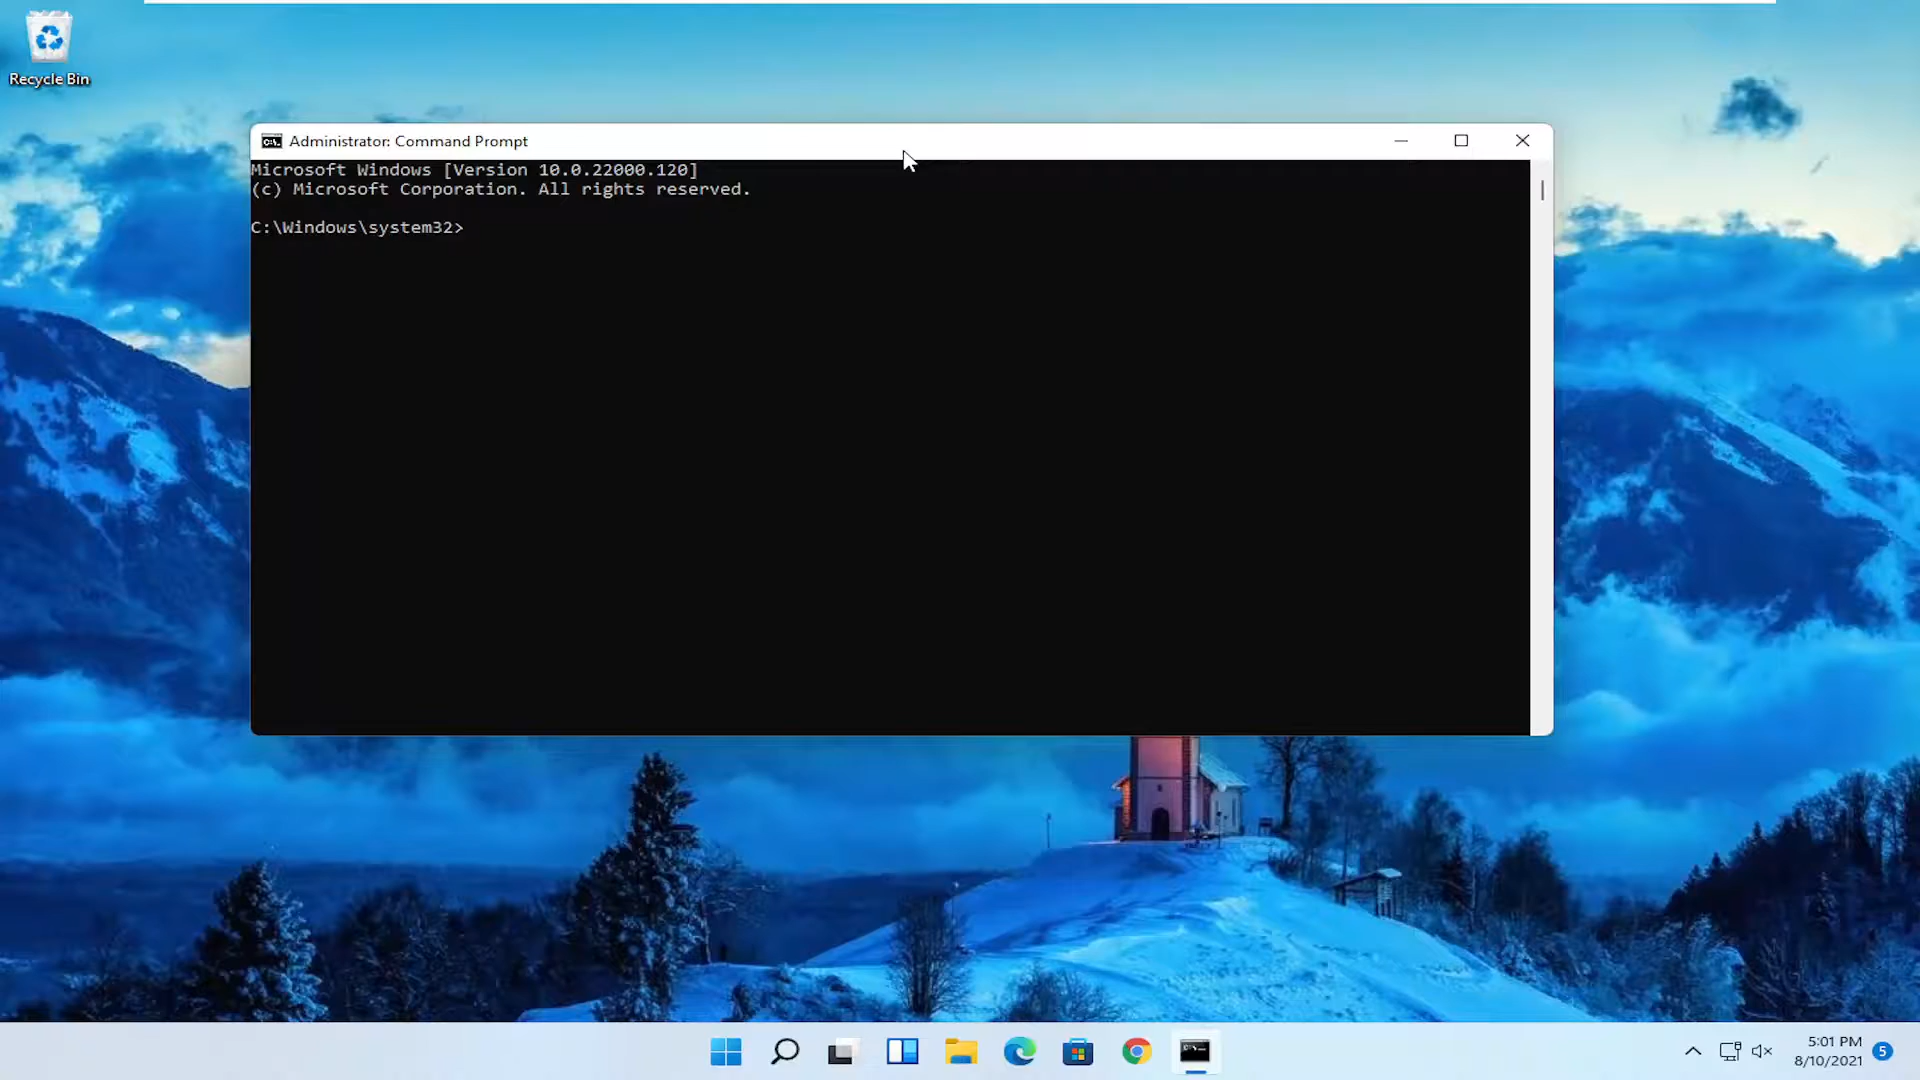 Recycle Bin
Administrator: Command Prompt
Microsoft Windows [Version 10.0.22000.120]
(c) Microsoft Corporation. All rights reserved.
C:\Windows\system32>
5:01 PM
8/10/2021
5